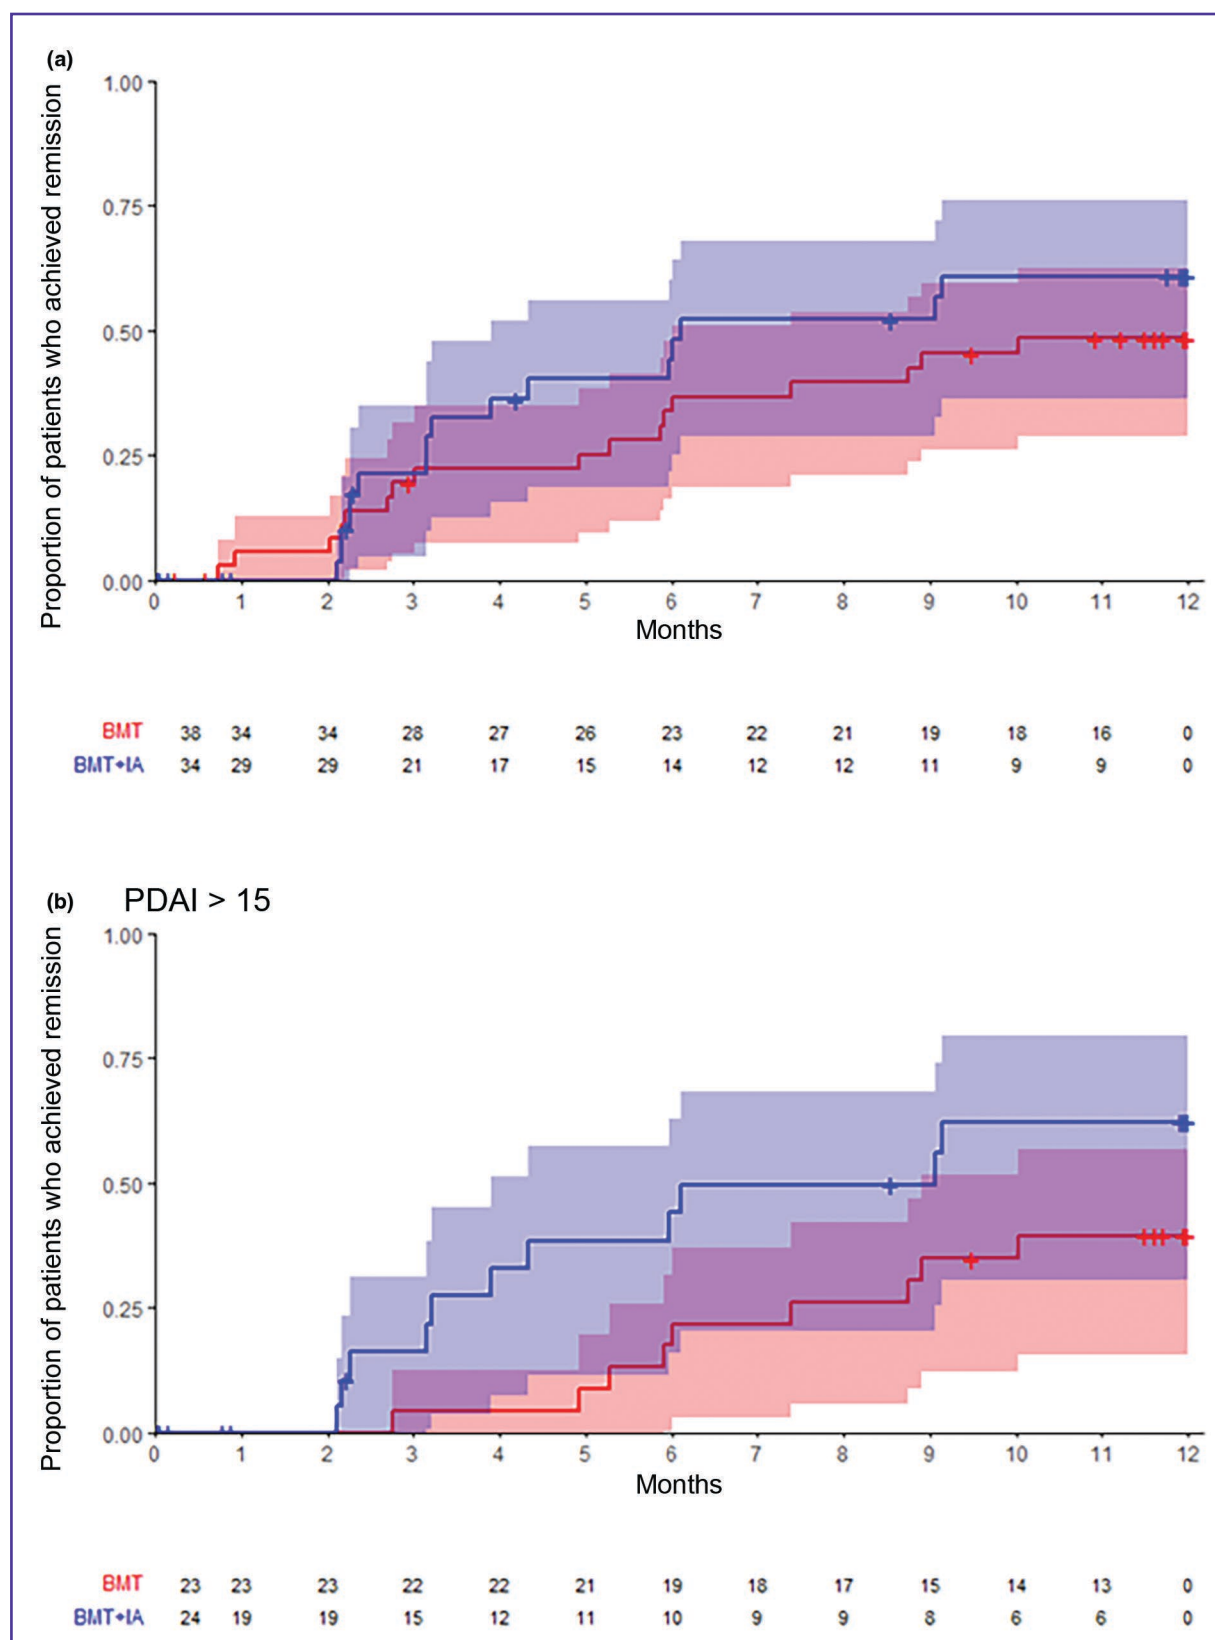 (a)
Proportion of patients who achieved remission
1.00
0.75
0.50
0.25
0.00
0 1 2 3 4 5 6 7 8 9 10 11 12
Months
BMT 38 34 34 28 27 26 23 22 21 19 18 16 0
BMT+IA 34 29 29 21 17 15 14 12 12 11 9 9 0
(b) PDAI > 15
Proportion of patients who achieved remission
1.00
0.75
0.50
0.25
0.00
0 1 2 3 4 5 6 7 8 9 10 11 12
Months
BMT 23 23 23 22 22 21 19 18 17 15 14 13 0
BMT+IA 24 19 19 15 12 11 10 9 9 8 6 6 0